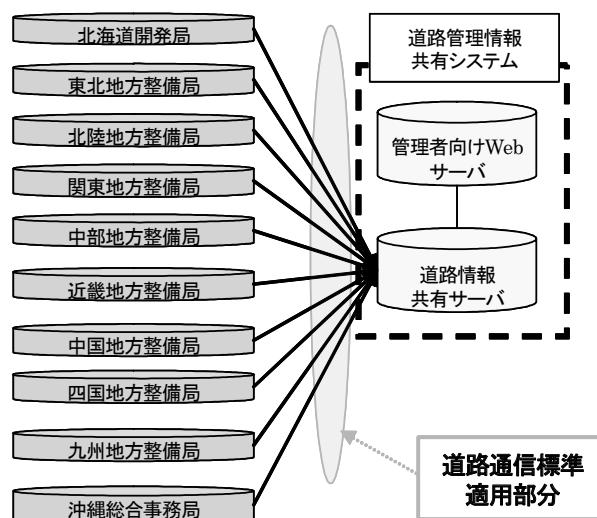 北海道開発局
東北地方整備局
北陸地方整備局
関東地方整備局
中部地方整備局
近畿地方整備局
中国地方整備局
四国地方整備局
九州地方整備局
沖縄総合事務局
道路管理情報
共有システム
管理者向けWeb
サーバ
道路情報
共有サーバ
道路通信標準
適用部分